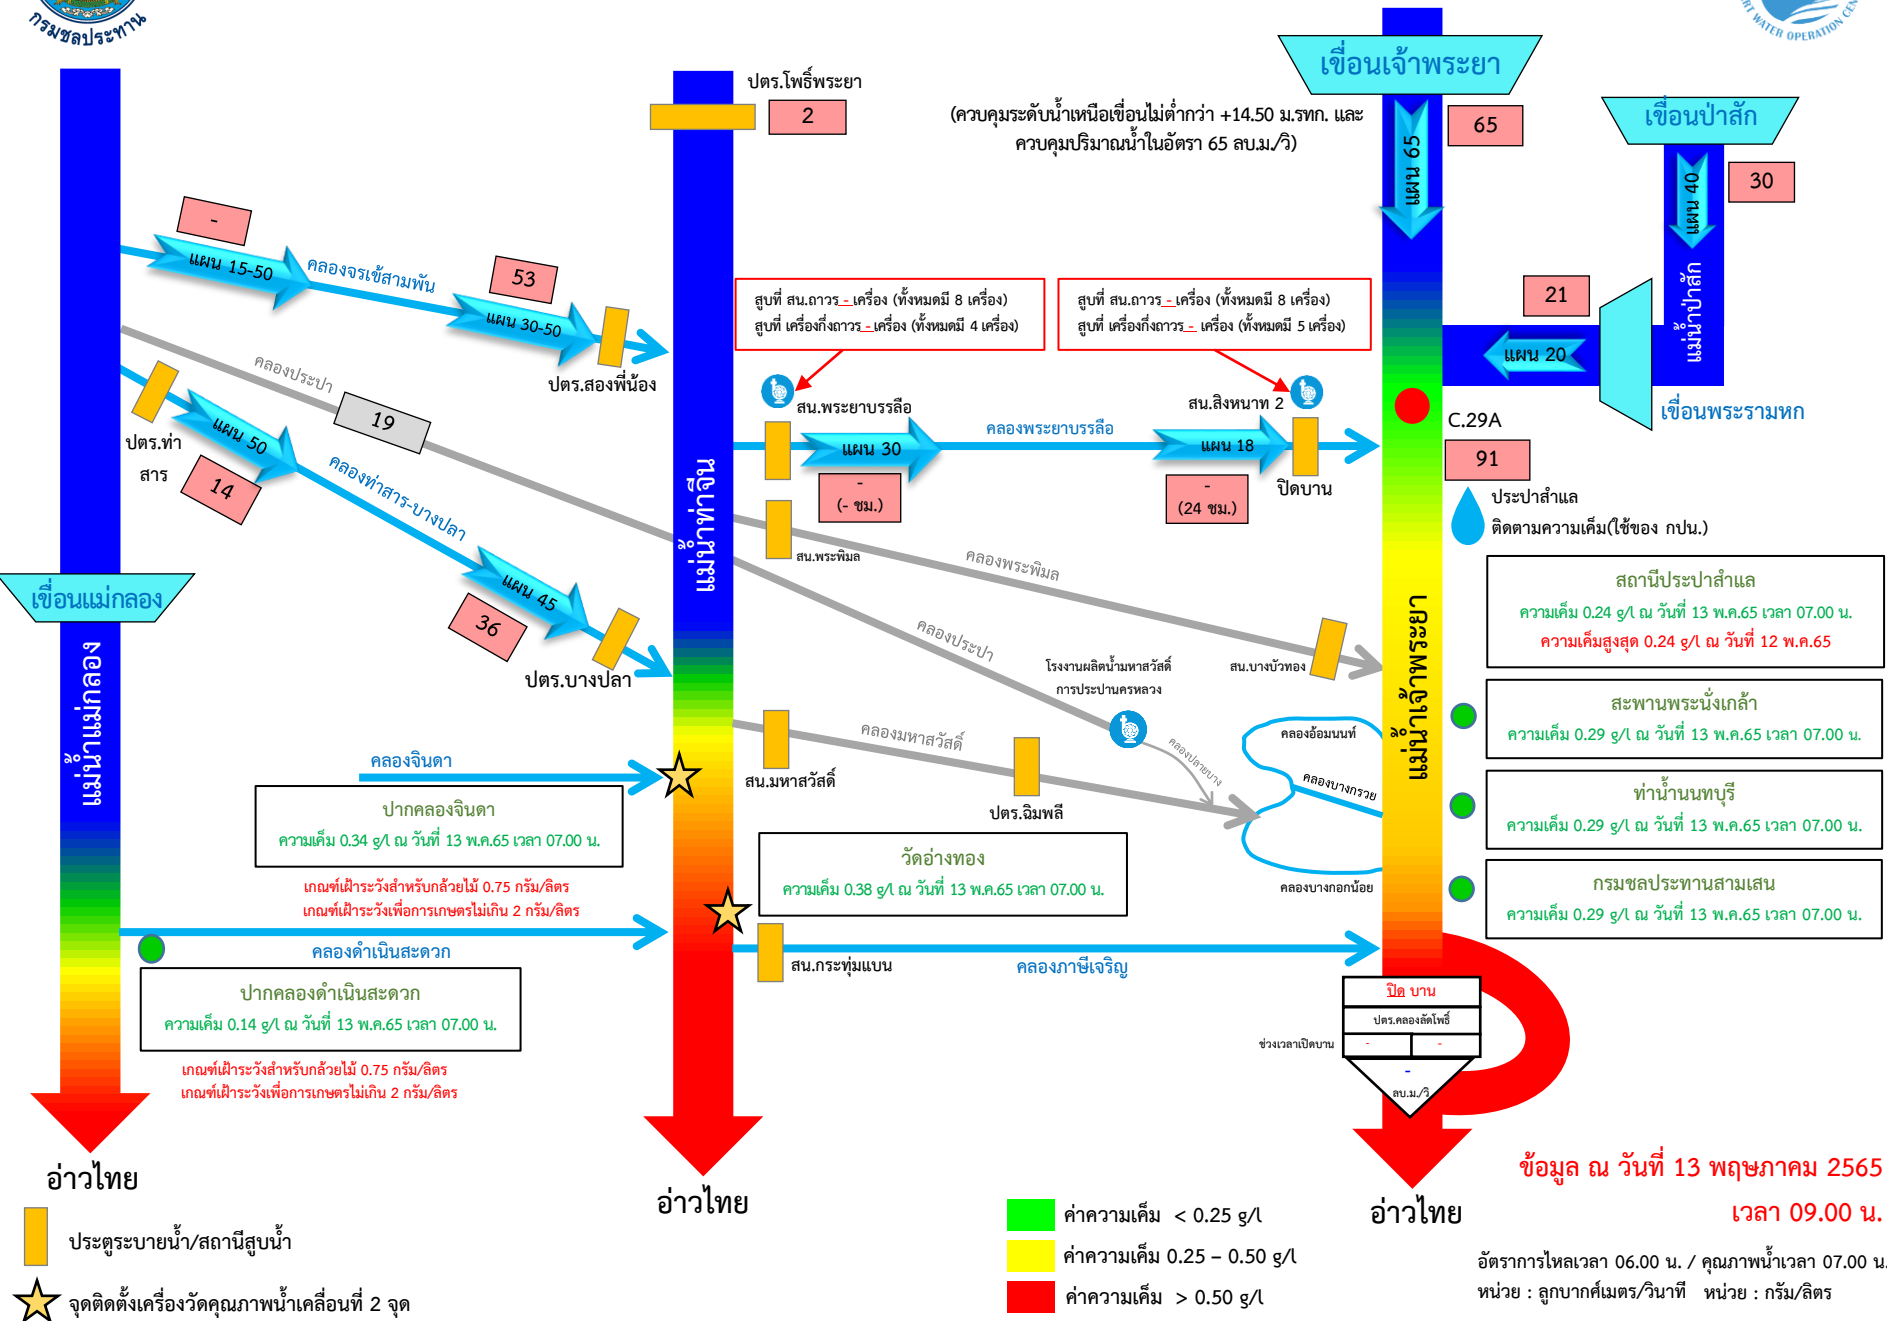 กรมชลประทาน
WATER OPERATION CEN
เขื่อนเจ้าพระยา
65
(ควบคุมระดับน้ำเหนือเขื่อนไม่ต่ำกว่า +14.50 ม.รทก. และ
ควบคุมปริมาณน้ำในอัตรา 65 ลบ.ม./วิ)
แผน 65
เขื่อนป่าสัก
30
แผน 40
แม่น้ำป่าสัก
21
แผน 20
เขื่อนพระรามหก
ปตร.โพธิ์พระยา
2
-
แผน 15-50
คลองจรเข้สามพัน
53
แผน 30-50
ปตร.สองพี่น้อง
คลองประปา
19
ปตร.ท่า
สาร
แผน 50
14
คลองท่าสาร-บางปลา
แผน 45
36
ปตร.บางปลา
สูบที่ สน.ถาวร - เครื่อง (ทั้งหมดมี 8 เครื่อง)
สูบที่ เครื่องกึ่งถาวร - เครื่อง (ทั้งหมดมี 4 เครื่อง)
สูบที่ สน.ถาวร - เครื่อง (ทั้งหมดมี 8 เครื่อง)
สูบที่ เครื่องกึ่งถาวร - เครื่อง (ทั้งหมดมี 5 เครื่อง)
สน.พระยาบรรลือ
แผน 30
-
(- ชม.)
คลองพระยาบรรลือ
สน.สิงหนาท 2
แผน 18
-
(24 ชม.)
ปิดบาน
C.29A
91
ประปาสำแล
ติดตามความเค็ม(ใช้ของ กปน.)
สน.พระพิมล
คลองพระพิมล
สน.บางบัวทอง
คลองประปา
โรงงานผลิตน้ำมหาสวัสดิ์
การประปานครหลวง
คลองปลายบาง
สน.มหาสวัสดิ์
คลองมหาสวัสดิ์
ปตร.ฉิมพลี
คลองอ้อมนนท์
คลองบางกรวย
คลองบางกอกน้อย
แม่น้ำท่าจีน
แม่น้ำเจ้าพระยา
เขื่อนแม่กลอง
แม่น้ำแม่กลอง
สถานีประปาสำแล
ความเค็ม 0.24 g/l ณ วันที่ 13 พ.ค.65 เวลา 07.00 น.
ความเค็มสูงสุด 0.24 g/l ณ วันที่ 12 พ.ค.65
สะพานพระนั่งเกล้า
ความเค็ม 0.29 g/l ณ วันที่ 13 พ.ค.65 เวลา 07.00 น.
ท่าน้ำนนทบุรี
ความเค็ม 0.29 g/l ณ วันที่ 13 พ.ค.65 เวลา 07.00 น.
กรมชลประทานสามเสน
ความเค็ม 0.29 g/l ณ วันที่ 13 พ.ค.65 เวลา 07.00 น.
คลองจินดา
ปากคลองจินดา
ความเค็ม 0.34 g/l ณ วันที่ 13 พ.ค.65 เวลา 07.00 น.
เกณฑ์เฝ้าระวังสำหรับกล้วยไม้ 0.75 กรัม/ลิตร
เกณฑ์เฝ้าระวังเพื่อการเกษตรไม่เกิน 2 กรัม/ลิตร
วัดอ่างทอง
ความเค็ม 0.38 g/l ณ วันที่ 13 พ.ค.65 เวลา 07.00 น.
คลองดำเนินสะดวก
ปากคลองดำเนินสะดวก
ความเค็ม 0.14 g/l ณ วันที่ 13 พ.ค.65 เวลา 07.00 น.
เกณฑ์เฝ้าระวังสำหรับกล้วยไม้ 0.75 กรัม/ลิตร
เกณฑ์เฝ้าระวังเพื่อการเกษตรไม่เกิน 2 กรัม/ลิตร
สน.กระทุ่มแบน
คลองภาษีเจริญ
ปิด บาน
ปตร.คลองลัดโพธิ์
ช่วงเวลาเปิดบาน
-
-
-
ลบ.ม./วิ
อ่าวไทย
อ่าวไทย
อ่าวไทย
ข้อมูล ณ วันที่ 13 พฤษภาคม 2565
เวลา 09.00 น.
อัตราการไหลเวลา 06.00 น. / คุณภาพน้ำเวลา 07.00 น.
หน่วย : ลูกบากศ์เมตร/วินาที หน่วย : กรัม/ลิตร
ประตูระบายน้ำ/สถานีสูบน้ำ
จุดติดตั้งเครื่องวัดคุณภาพน้ำเคลื่อนที่ 2 จุด
ค่าความเค็ม < 0.25 g/l
ค่าความเค็ม 0.25 – 0.50 g/l
ค่าความเค็ม > 0.50 g/l